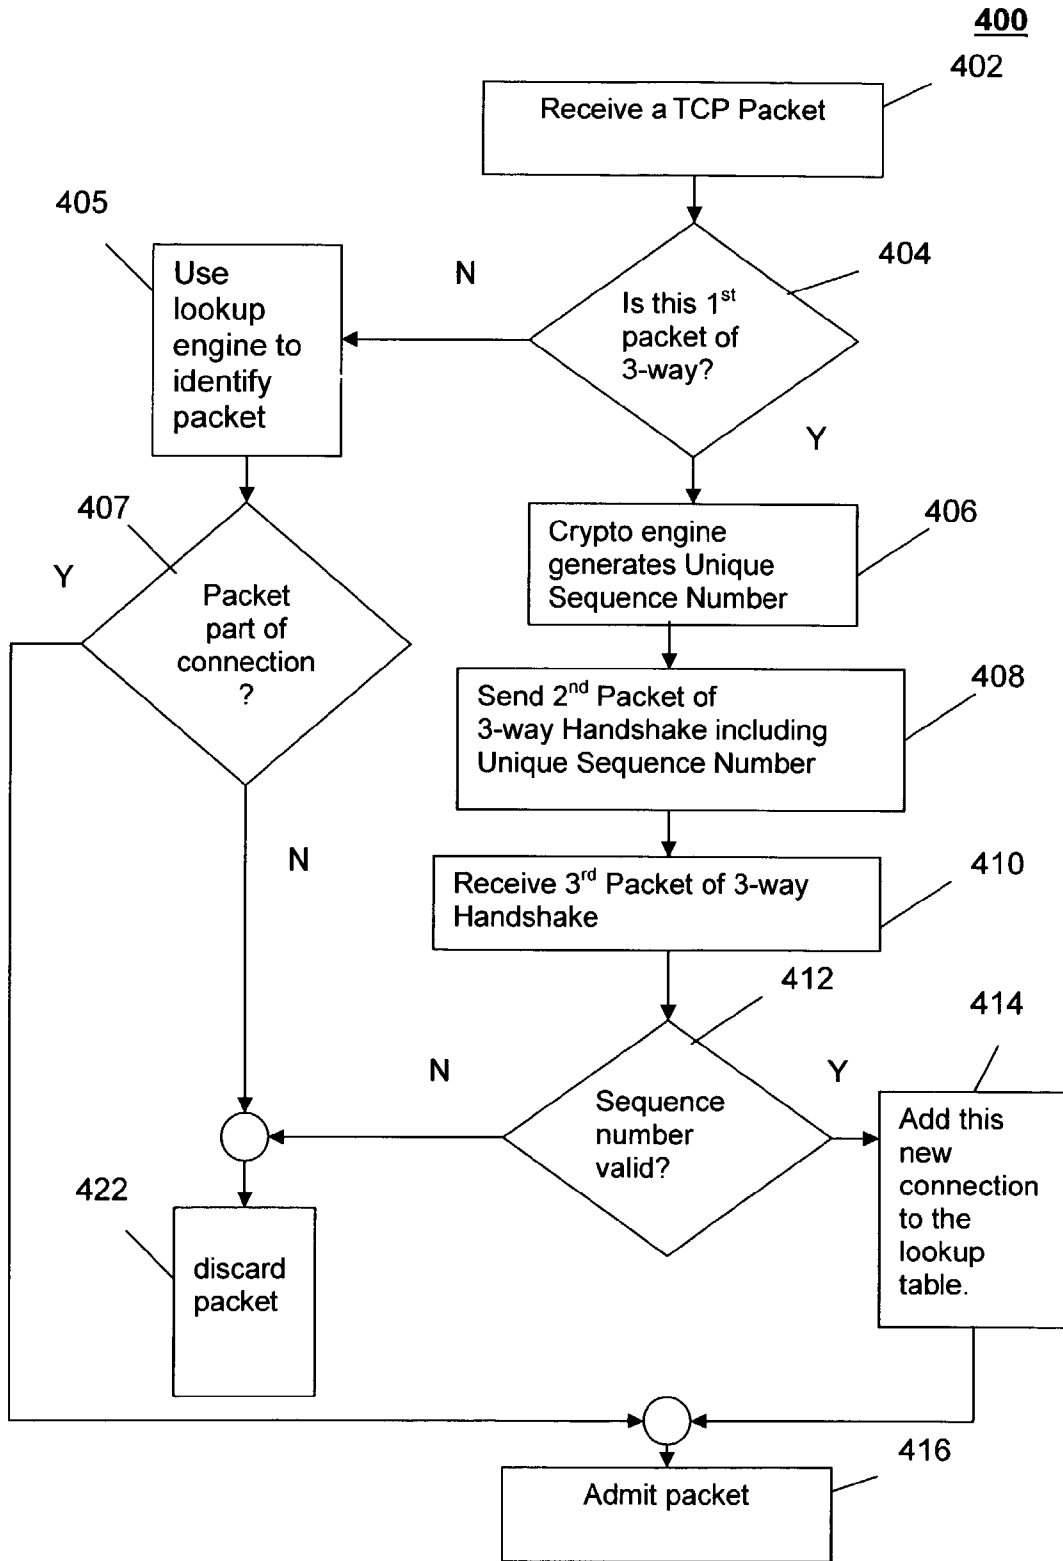 400
402
Receive a TCP Packet
405
404
N
Use
lookup
engine to
identify
packet
Is this 1st
packet of
3-way?
Y
407
406
Crypto engine
generates Unique
Sequence Number
Y
Packet
part of
connection
?
408
Send 2nd Packet of
3-way Handshake including
Unique Sequence Number
N
410
Receive 3rd Packet of 3-way
Handshake
412
414
N
Y
Sequence
number
valid?
Add this
new
connection
to the
lookup
table.
422
discard
packet
416
Admit packet